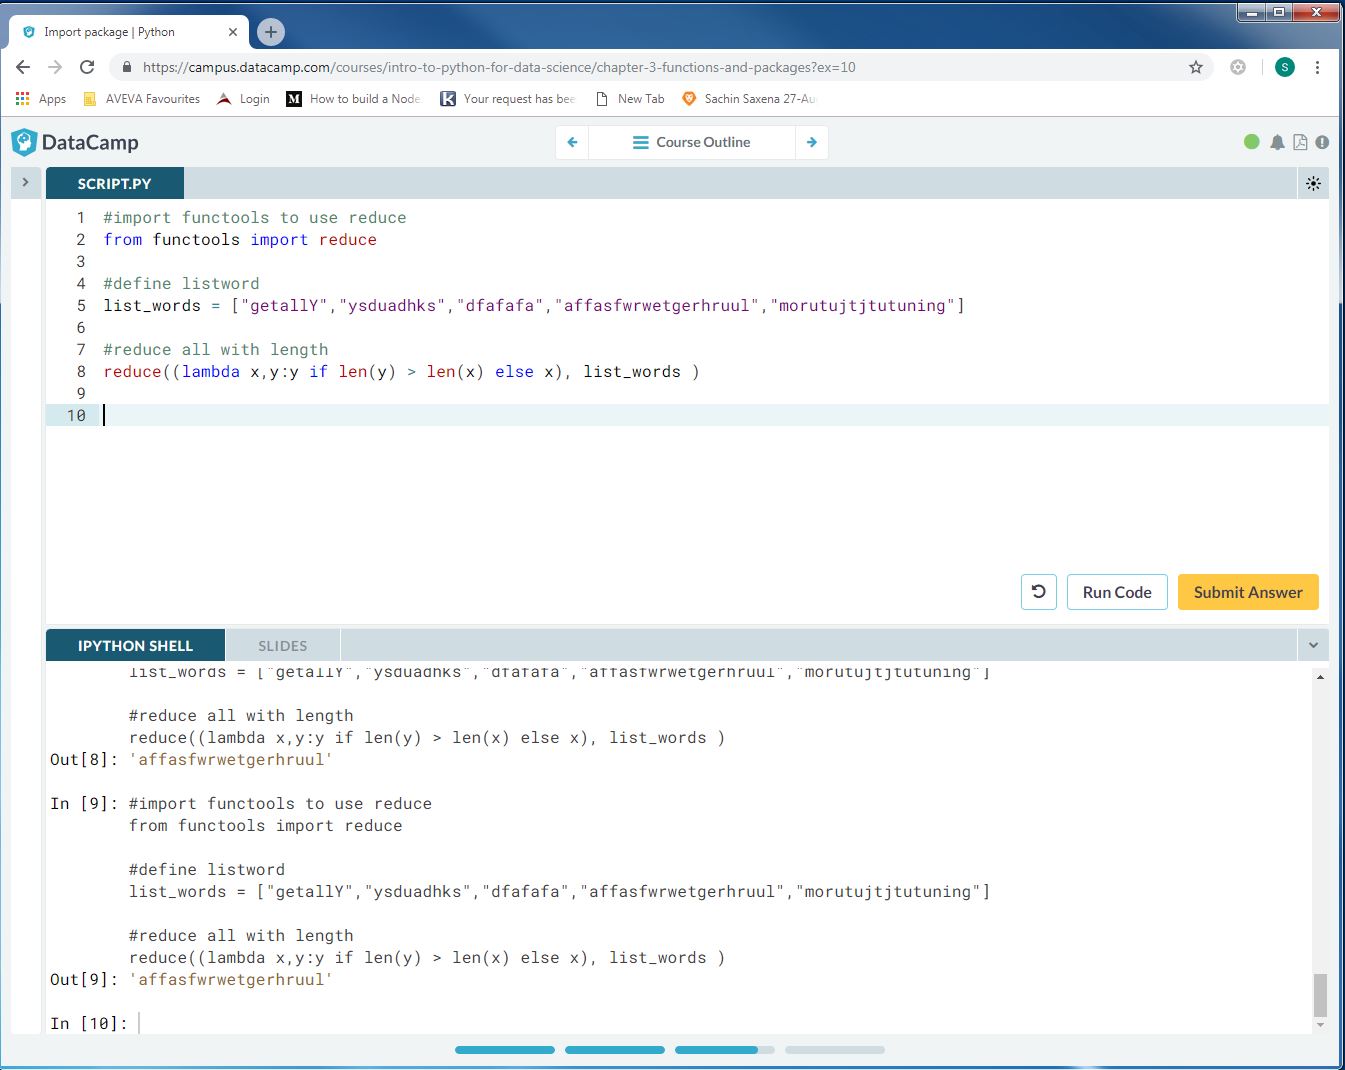 Import package | Python
https://campus.datacamp.com/courses/intro-to-python-for-data-science/chapter-3-functions-and-packages?ex=10
S
Apps AVEVA Favourites Login M How to build a Node K Your request has bee New Tab Sachin Saxena 27-Au
DataCamp Course Outline
SCRIPT.PY
1 #import functools to use reduce
2 from functools import reduce
3
4 #define listword
5 list_words = ["getallY","ysduadhks","dfafafa","affasfwrwetgerhruul","morutujtjtutuning"]
6
7 #reduce all with length
8 reduce((lambda x,y:y if len(y) > len(x) else x), list_words )
9
10
Run Code Submit Answer
IPYTHON SHELL SLIDES
list_words = ["getallY","ysduadhks","dfafafa","affasfwrwetgerhruul","morutujtjtutuning"]
#reduce all with length
reduce((lambda x,y:y if len(y) > len(x) else x), list_words )
Out[8]: 'affasfwrwetgerhruul'
In [9]: #import functools to use reduce
from functools import reduce
#define listword
list_words = ["getallY","ysduadhks","dfafafa","affasfwrwetgerhruul","morutujtjtutuning"]
#reduce all with length
reduce((lambda x,y:y if len(y) > len(x) else x), list_words )
Out[9]: 'affasfwrwetgerhruul'
In [10]: